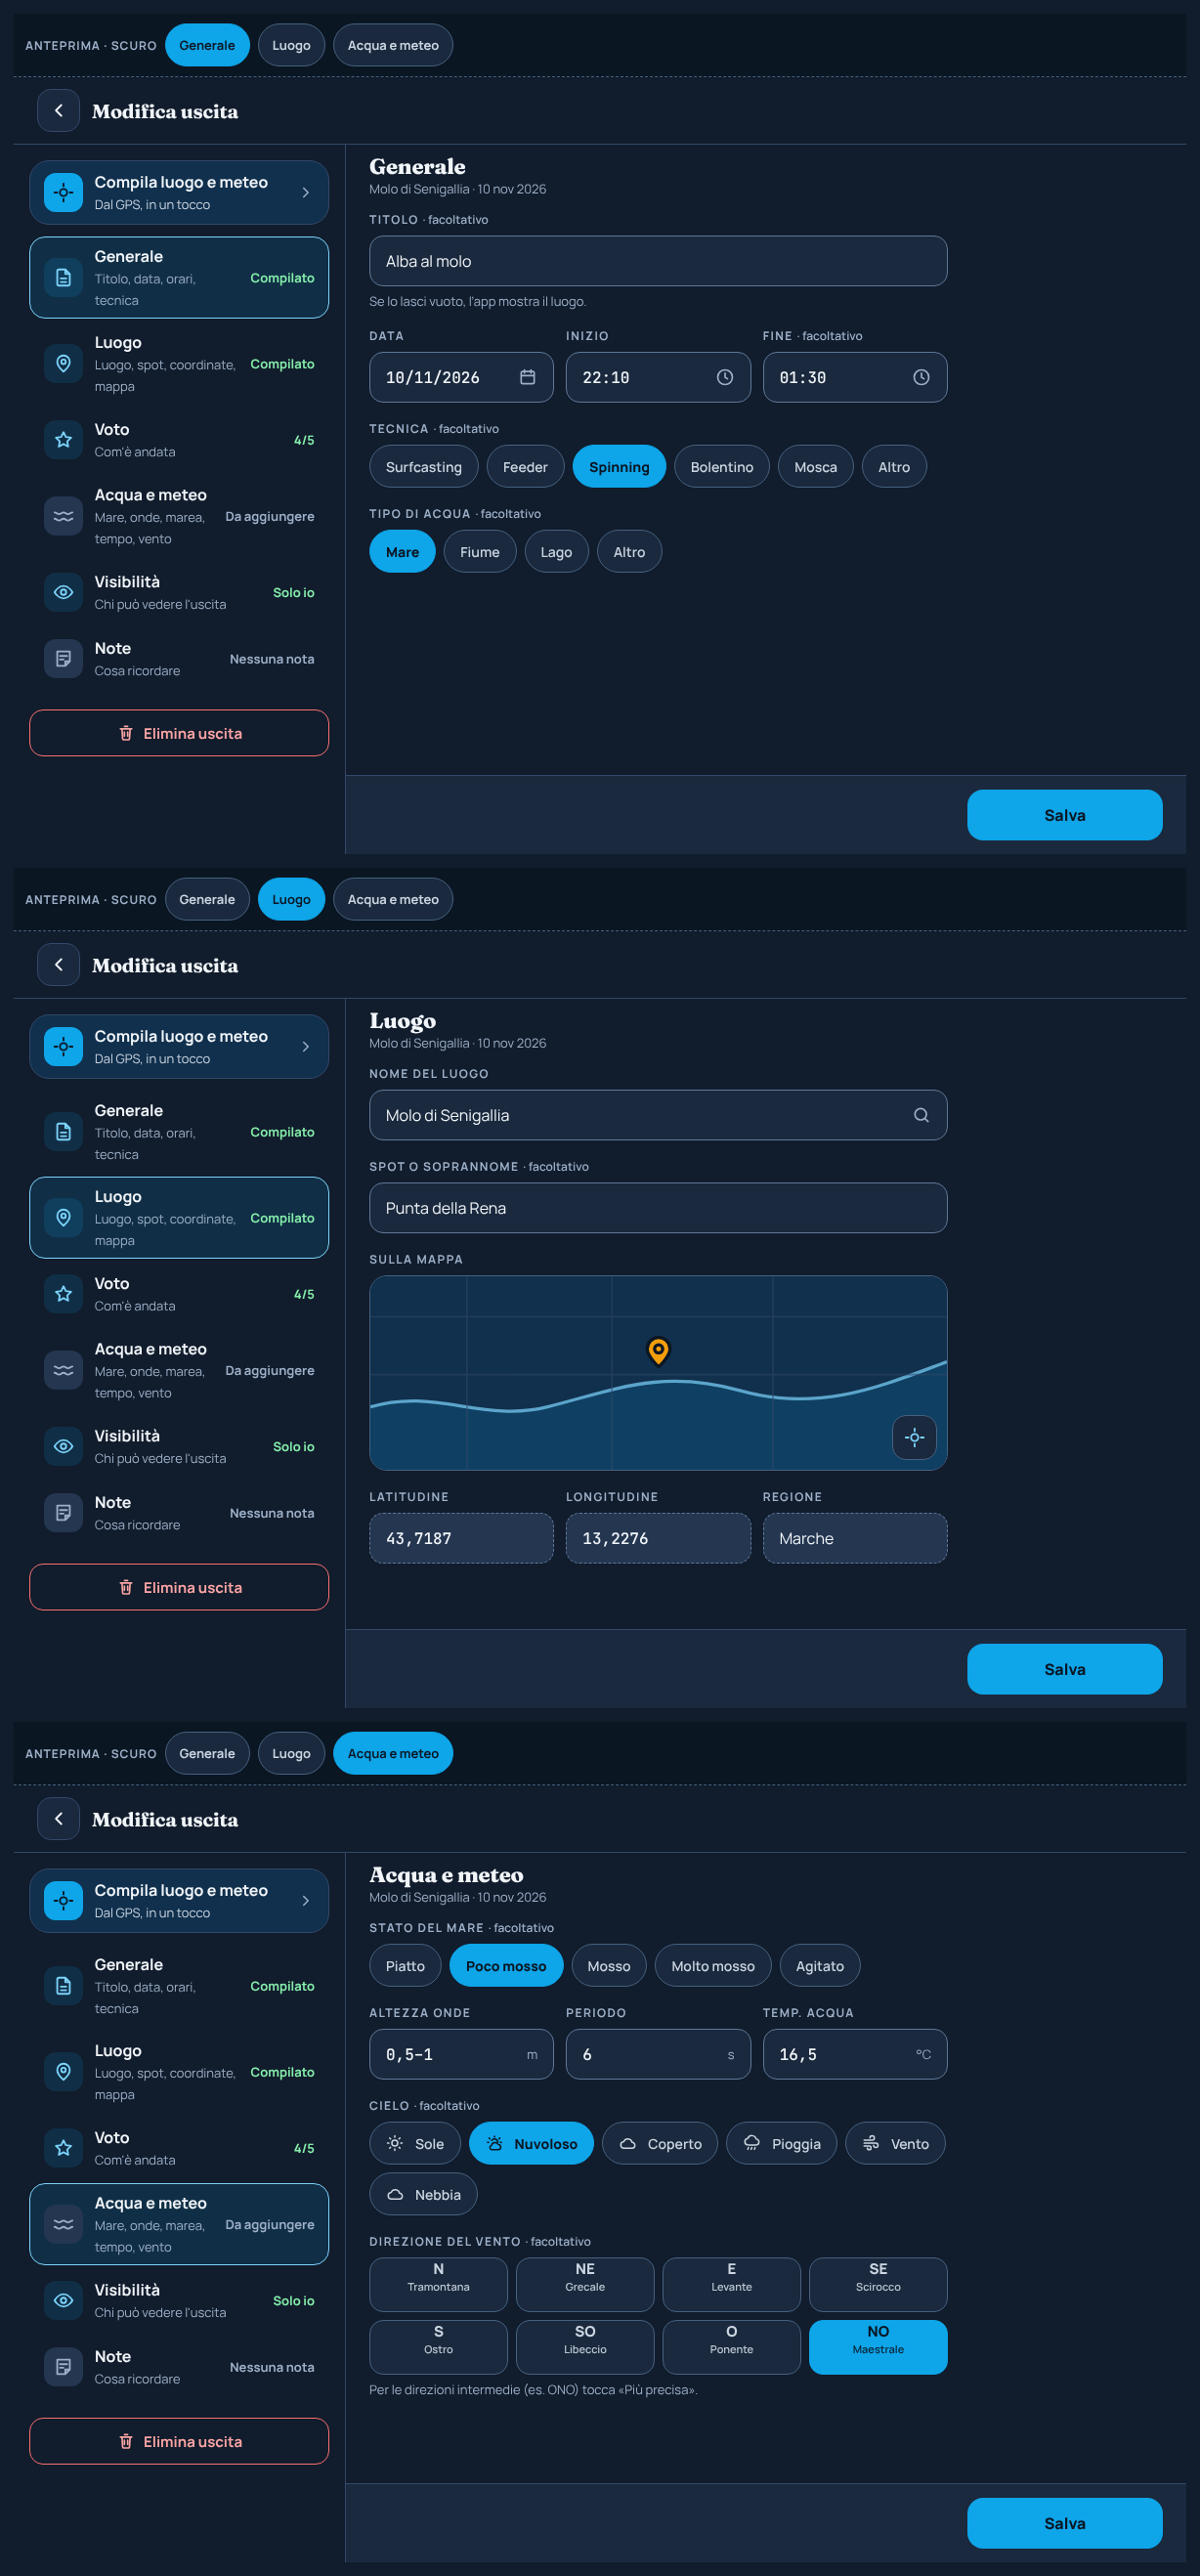 ANTEPRIMA · SCURO Generale Luogo Acqua e meteo
Modifica uscita
Compila luogo e meteo
Dal GPS, in un tocco
Generale
Titolo, data, orari, tecnica
Compilato
Luogo
Luogo, spot, coordinate, mappa
Compilato
Voto
Com'è andata
4/5
Acqua e meteo
Mare, onde, marea, tempo, vento
Da aggiungere
Visibilità
Chi può vedere l'uscita
Solo io
Note
Cosa ricordare
Nessuna nota
Elimina uscita
Generale
Molo di Senigallia · 10 nov 2026
TITOLO · facoltativo
Alba al molo
Se lo lasci vuoto, l'app mostra il luogo.
DATA INIZIO FINE · facoltativo
10/11/2026 22:10 01:30
TECNICA · facoltativo
Surfcasting Feeder Spinning Bolentino Mosca Altro
TIPO DI ACQUA · facoltativo
Mare Fiume Lago Altro
Salva
ANTEPRIMA · SCURO Generale Luogo Acqua e meteo
Modifica uscita
Compila luogo e meteo
Dal GPS, in un tocco
Generale
Titolo, data, orari, tecnica
Compilato
Luogo
Luogo, spot, coordinate, mappa
Compilato
Voto
Com'è andata
4/5
Acqua e meteo
Mare, onde, marea, tempo, vento
Da aggiungere
Visibilità
Chi può vedere l'uscita
Solo io
Note
Cosa ricordare
Nessuna nota
Elimina uscita
Luogo
Molo di Senigallia · 10 nov 2026
NOME DEL LUOGO
Molo di Senigallia
SPOT O SOPRANNOME · facoltativo
Punta della Rena
SULLA MAPPA
LATITUDINE LONGITUDINE REGIONE
43,7187 13,2276 Marche
Salva
ANTEPRIMA · SCURO Generale Luogo Acqua e meteo
Modifica uscita
Compila luogo e meteo
Dal GPS, in un tocco
Generale
Titolo, data, orari, tecnica
Compilato
Luogo
Luogo, spot, coordinate, mappa
Compilato
Voto
Com'è andata
4/5
Acqua e meteo
Mare, onde, marea, tempo, vento
Da aggiungere
Visibilità
Chi può vedere l'uscita
Solo io
Note
Cosa ricordare
Nessuna nota
Elimina uscita
Acqua e meteo
Molo di Senigallia · 10 nov 2026
STATO DEL MARE · facoltativo
Piatto Poco mosso Mosso Molto mosso Agitato
ALTEZZA ONDE PERIODO TEMP. ACQUA
0,5–1 m 6 s 16,5 °C
CIELO · facoltativo
Sole Nuvoloso Coperto Pioggia Vento
Nebbia
DIREZIONE DEL VENTO · facoltativo
N NE E SE
Tramontana Grecale Levante Scirocco
S SO O NO
Ostro Libeccio Ponente Maestrale
Per le direzioni intermedie (es. ONO) tocca «Più precisa».
Salva